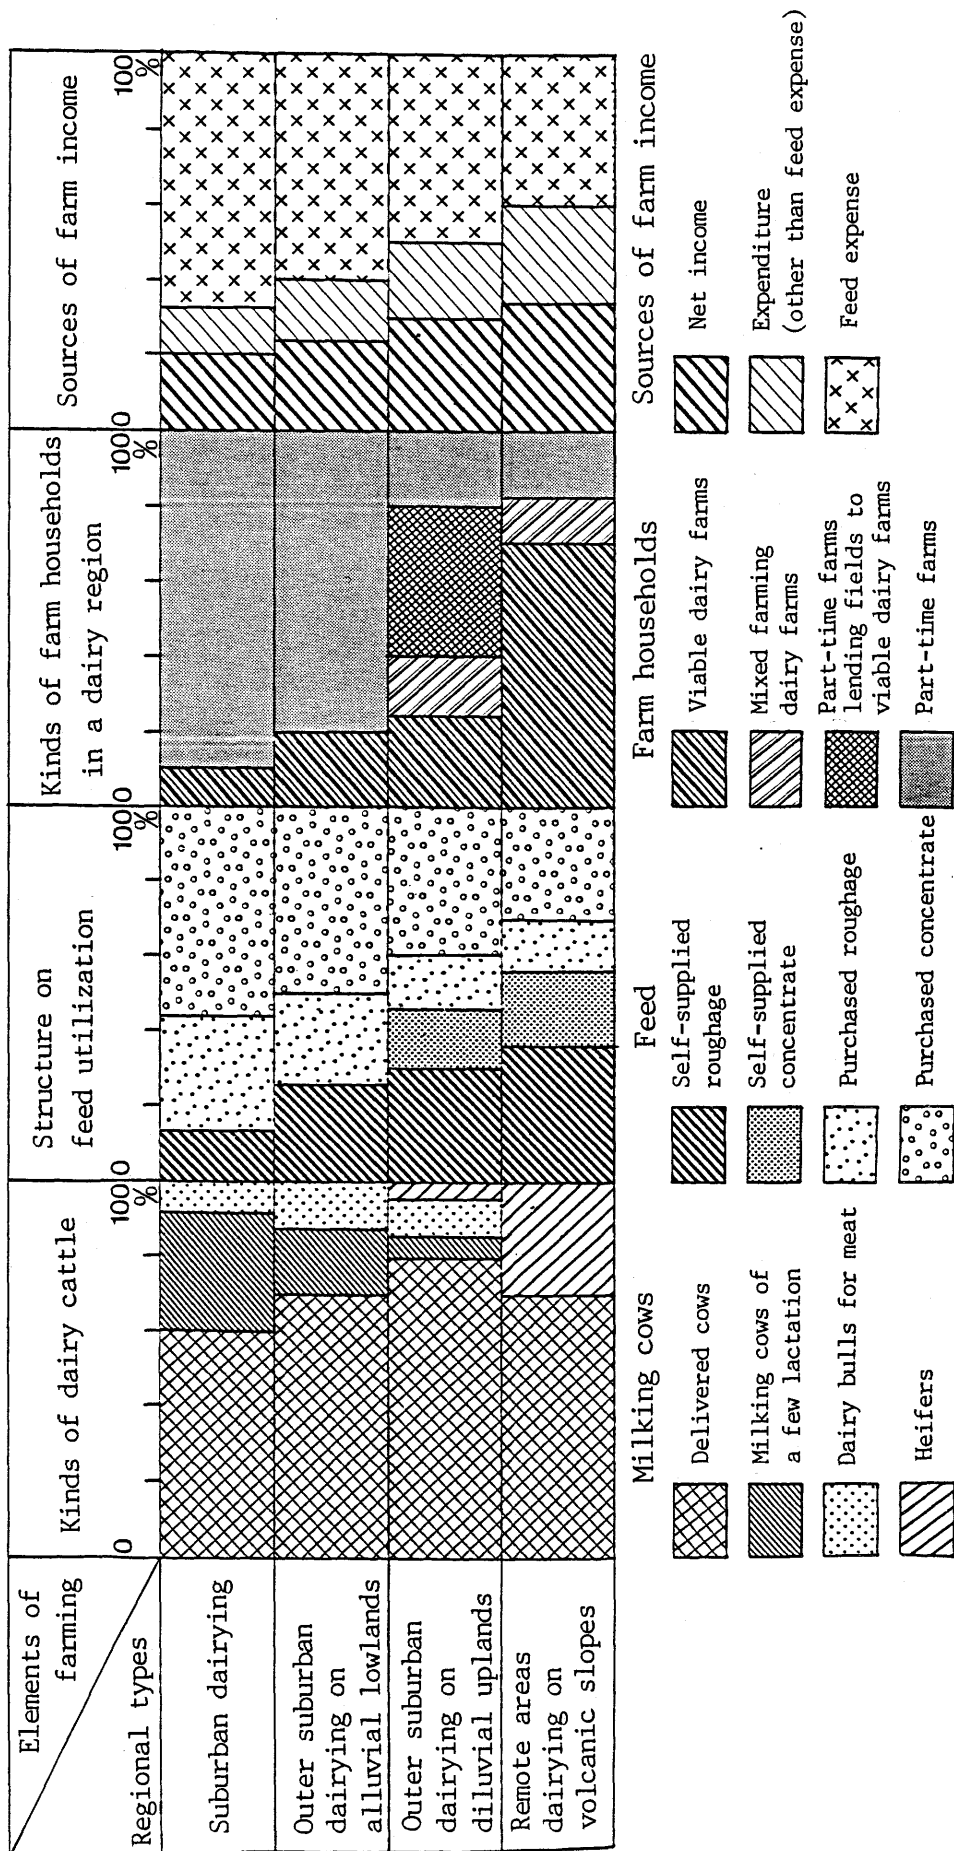 Elements of
farming
Regional types
Kinds of dairy cattle
Structure on
feed utilization
Kinds of farm households
in a dairy region
Sources of farm income
0
100
%
0
100
%
0
100
%
0
100
%
Suburban dairying
Outer suburban
dairying on
alluvial lowlands
Outer suburban
dairying on
diluvial uplands
Remote areas
dairying on
volcanic slopes
Milking cows
Delivered cows
Milking cows of
a few lactation
Dairy bulls for meat
Heifers
Feed
Self-supplied
roughage
Self-supplied
concentrate
Purchased roughage
Purchased concentrate
Farm households
Viable dairy farms
Mixed farming
dairy farms
Part-time farms
lending fields to
viable dairy farms
Part-time farms
Sources of farm income
Net income
Expenditure
(other than feed expense)
Feed expense